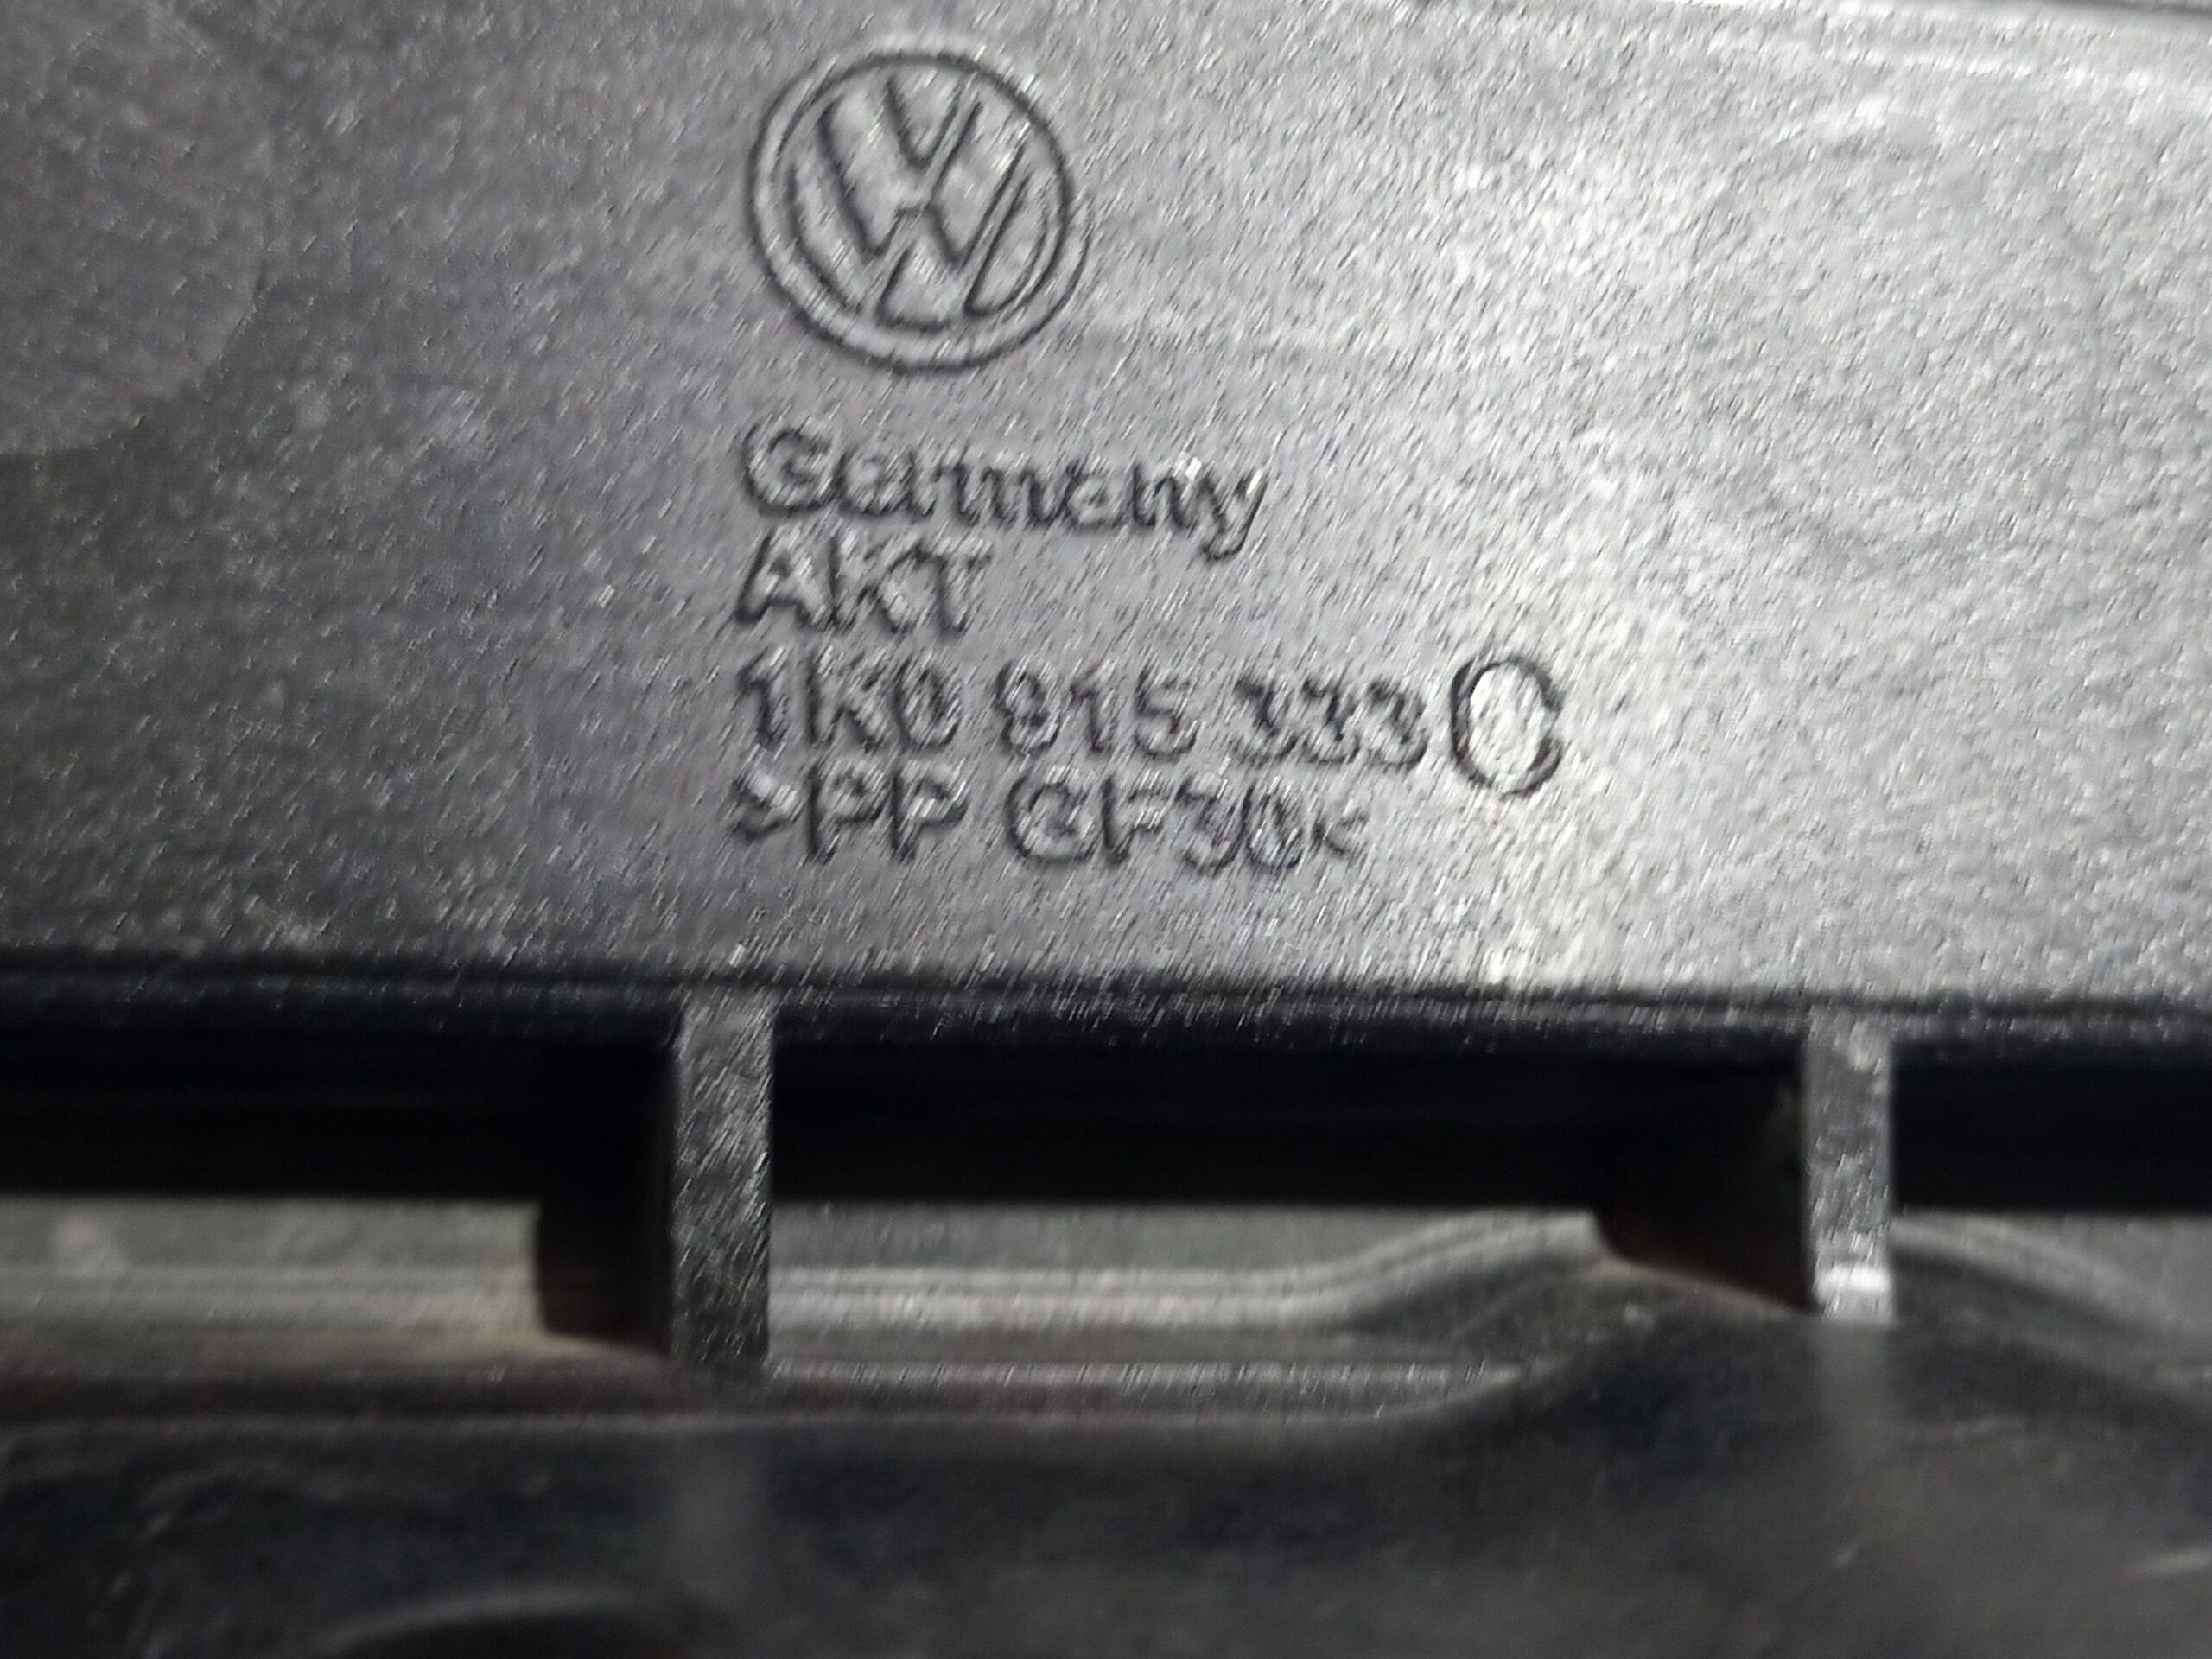 Germany
AKT
1K0 915 333 C
>PP GF30<